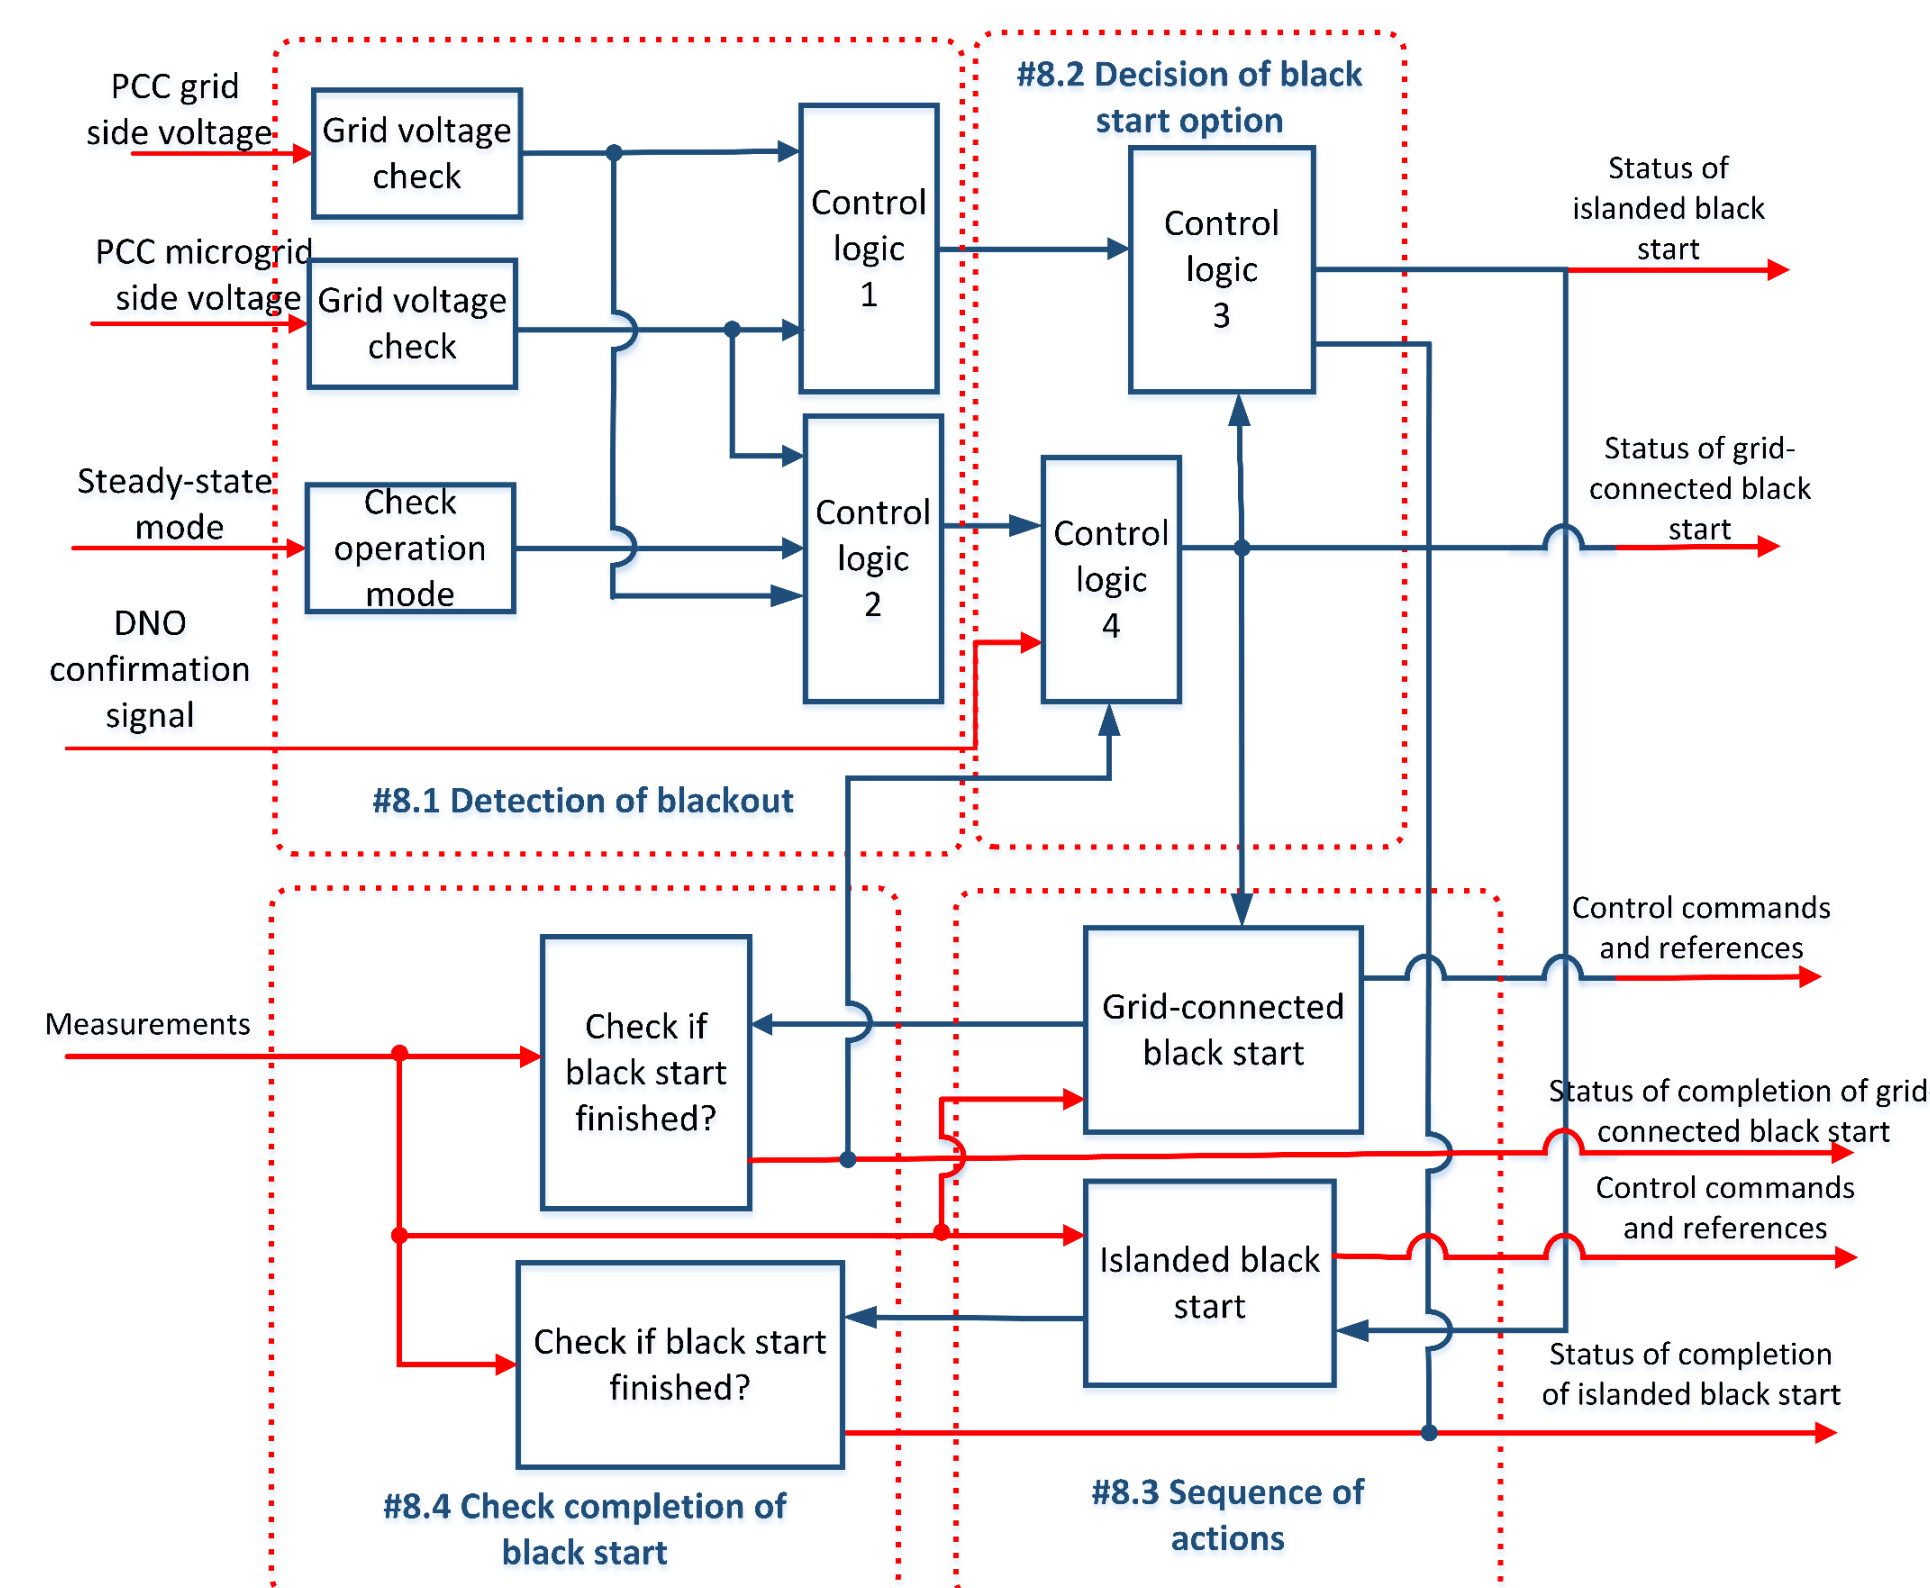 PCC grid
side voltage
Grid voltage
check
PCC microgrid
side voltage
Grid voltage
check
Steady-state
mode
Check
operation
mode
DNO
confirmation
signal
Control
logic
1
Control
logic
2
#8.1 Detection of blackout
#8.2 Decision of black
start option
Control
logic
3
Control
logic
4
Status of
islanded black
start
Status of grid-
connected black
start
Measurements
Check if
black start
finished?
Check if black start
finished?
#8.4 Check completion of
black start
Grid-connected
black start
Islanded black
start
#8.3 Sequence of
actions
Control commands
and references
Status of completion of grid-
connected black start
Control commands
and references
Status of completion
of islanded black start